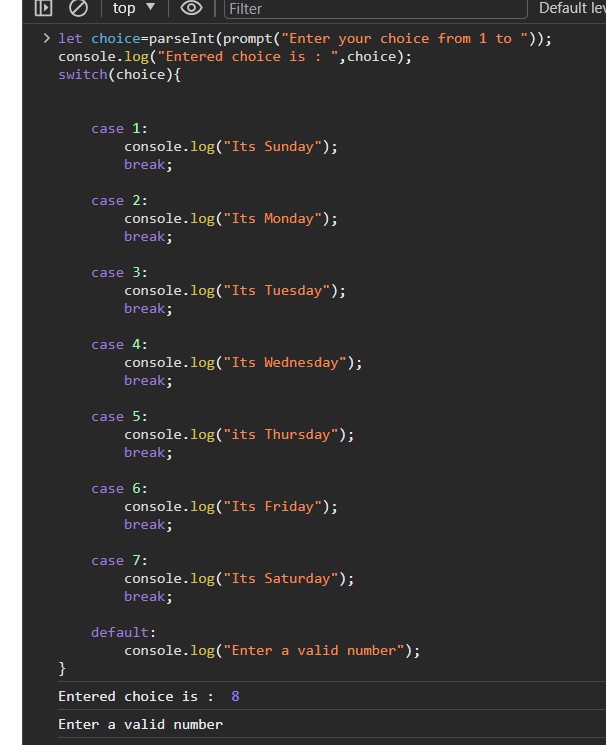 top ▼ Filter Default lev
> let choice=parseInt(prompt("Enter your choice from 1 to "));
console.log("Entered choice is : ",choice);
switch(choice){
case 1:
console.log("Its Sunday");
break;
case 2:
console.log("Its Monday");
break;
case 3:
console.log("Its Tuesday");
break;
case 4:
console.log("Its Wednesday");
break;
case 5:
console.log("its Thursday");
break;
case 6:
console.log("Its Friday");
break;
case 7:
console.log("Its Saturday");
break;
default:
console.log("Enter a valid number");
}
Entered choice is :  8
Enter a valid number